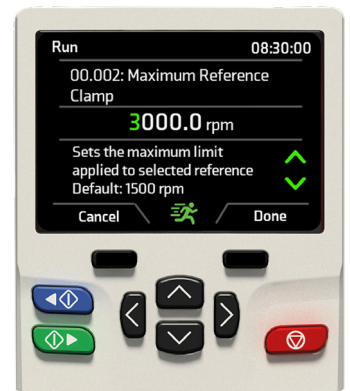 Run 08:30:00
00.002: Maximum Reference
Clamp
3000.0 rpm
Sets the maximum limit
applied to selected reference
Default: 1500 rpm
Cancel Done